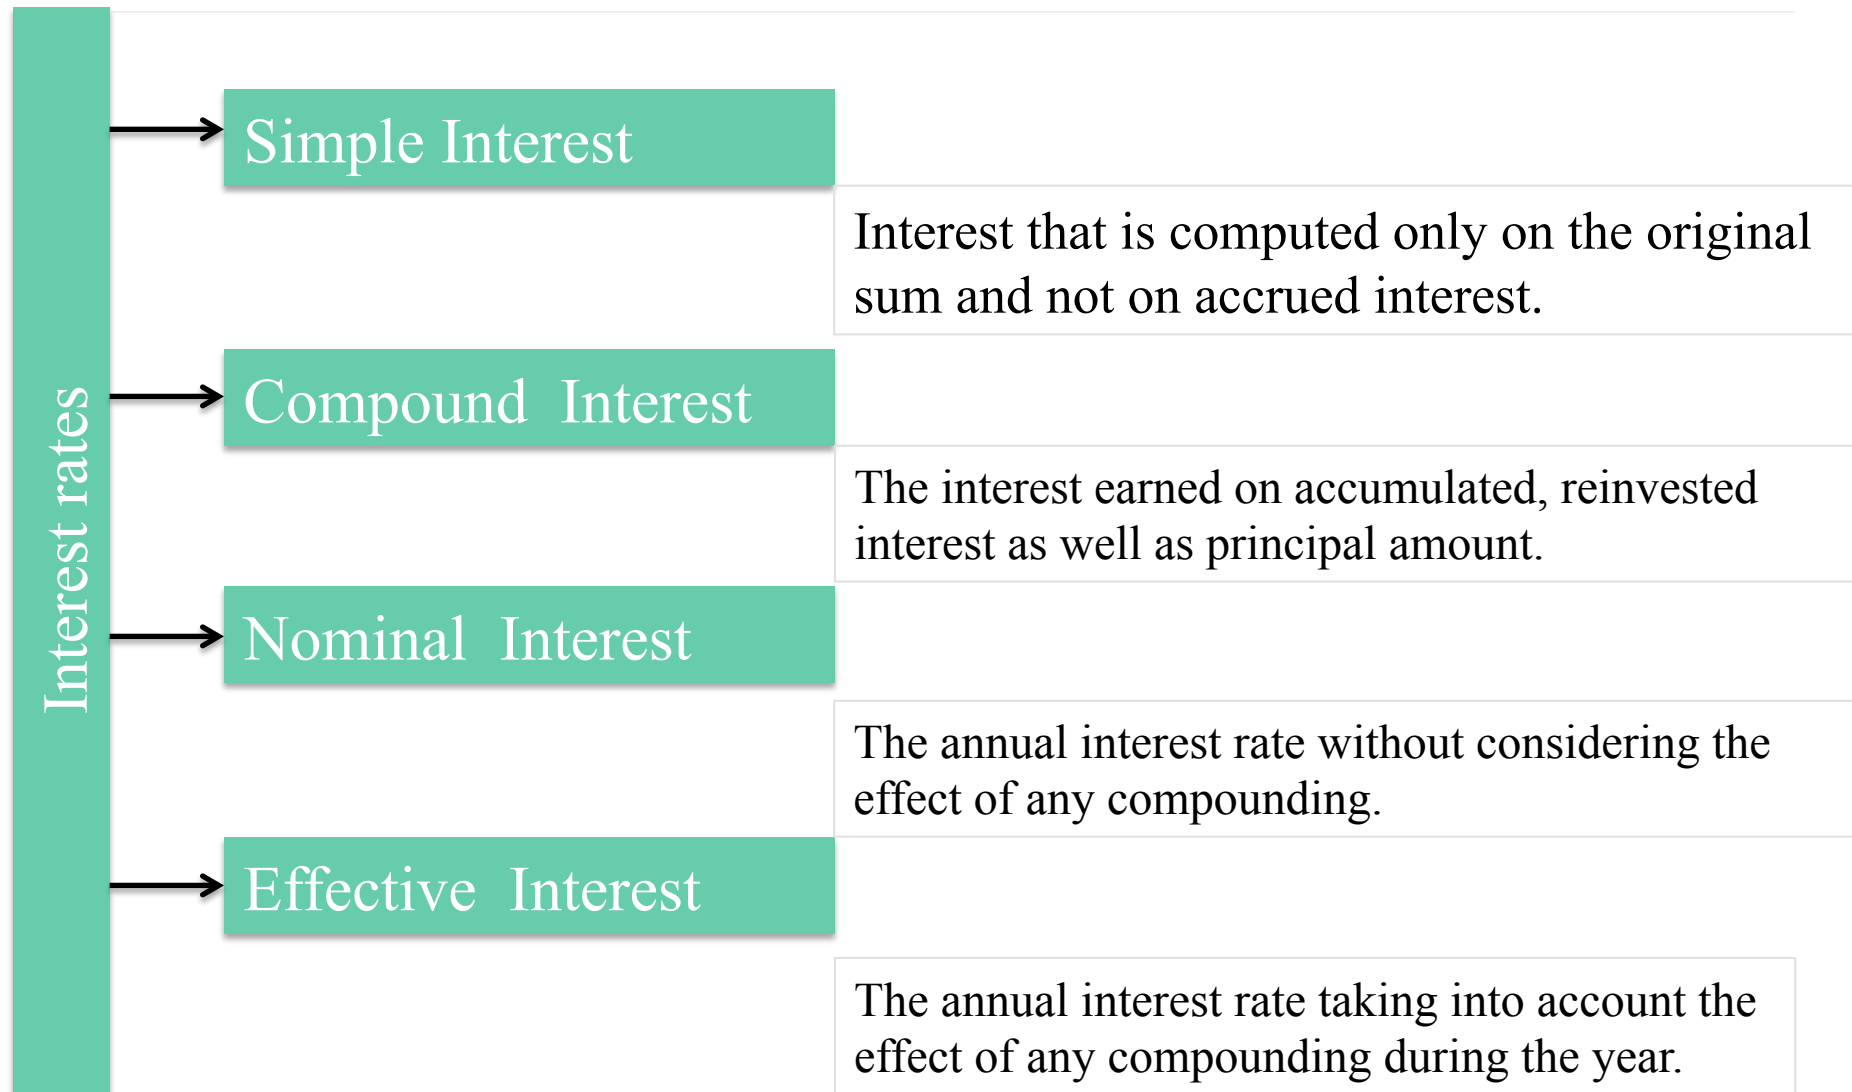 Interest rates
Simple Interest
Interest that is computed only on the original
sum and not on accrued interest.
Compound Interest
The interest earned on accumulated, reinvested
interest as well as principal amount.
Nominal Interest
The annual interest rate without considering the
effect of any compounding.
Effective Interest
The annual interest rate taking into account the
effect of any compounding during the year.